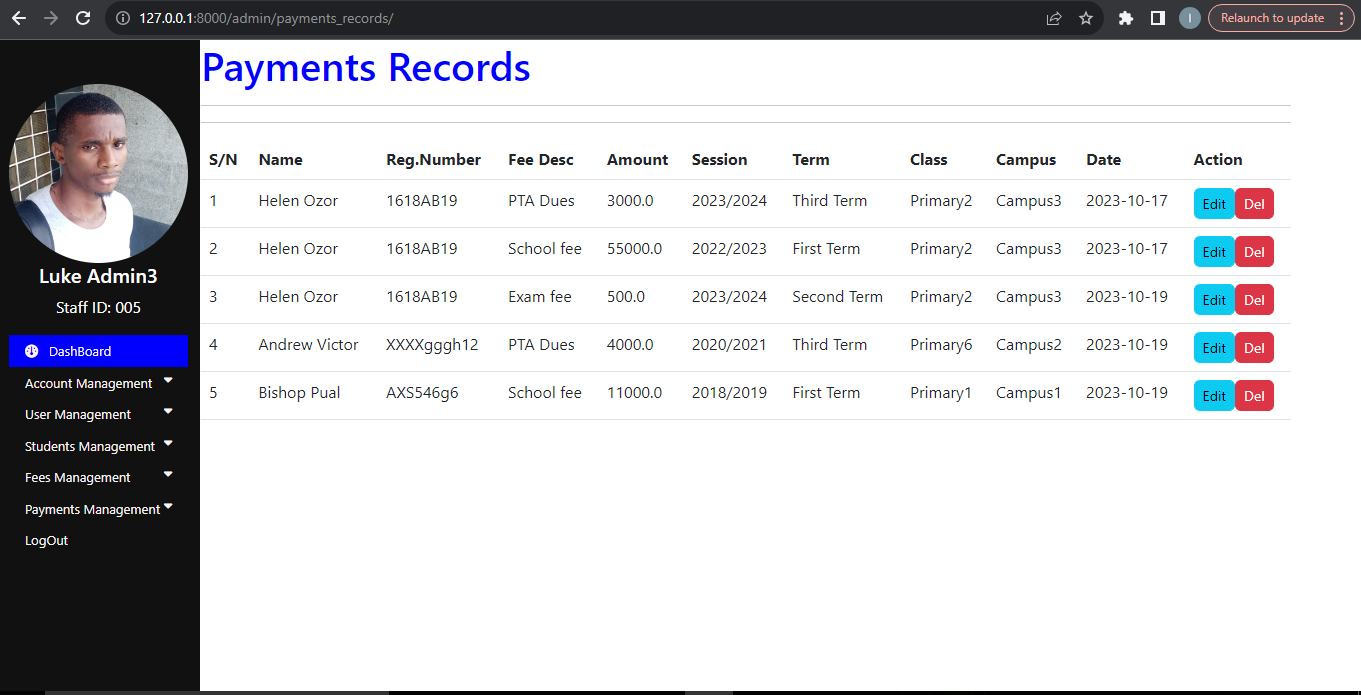 127.0.0.1:8000/admin/payments_records/
I
Relaunch to update
Payments Records
Luke Admin3
Staff ID: 005
DashBoard
Account Management
User Management
Students Management
Fees Management
Payments Management
LogOut
S/N Name Reg.Number Fee Desc Amount Session Term Class Campus Date Action
1 Helen Ozor 1618AB19 PTA Dues 3000.0 2023/2024 Third Term Primary2 Campus3 2023-10-17 Edit Del
2 Helen Ozor 1618AB19 School fee 55000.0 2022/2023 First Term Primary2 Campus3 2023-10-17 Edit Del
3 Helen Ozor 1618AB19 Exam fee 500.0 2023/2024 Second Term Primary2 Campus3 2023-10-19 Edit Del
4 Andrew Victor XXXXgggh12 PTA Dues 4000.0 2020/2021 Third Term Primary6 Campus2 2023-10-19 Edit Del
5 Bishop Pual AXS546g6 School fee 11000.0 2018/2019 First Term Primary1 Campus1 2023-10-19 Edit Del